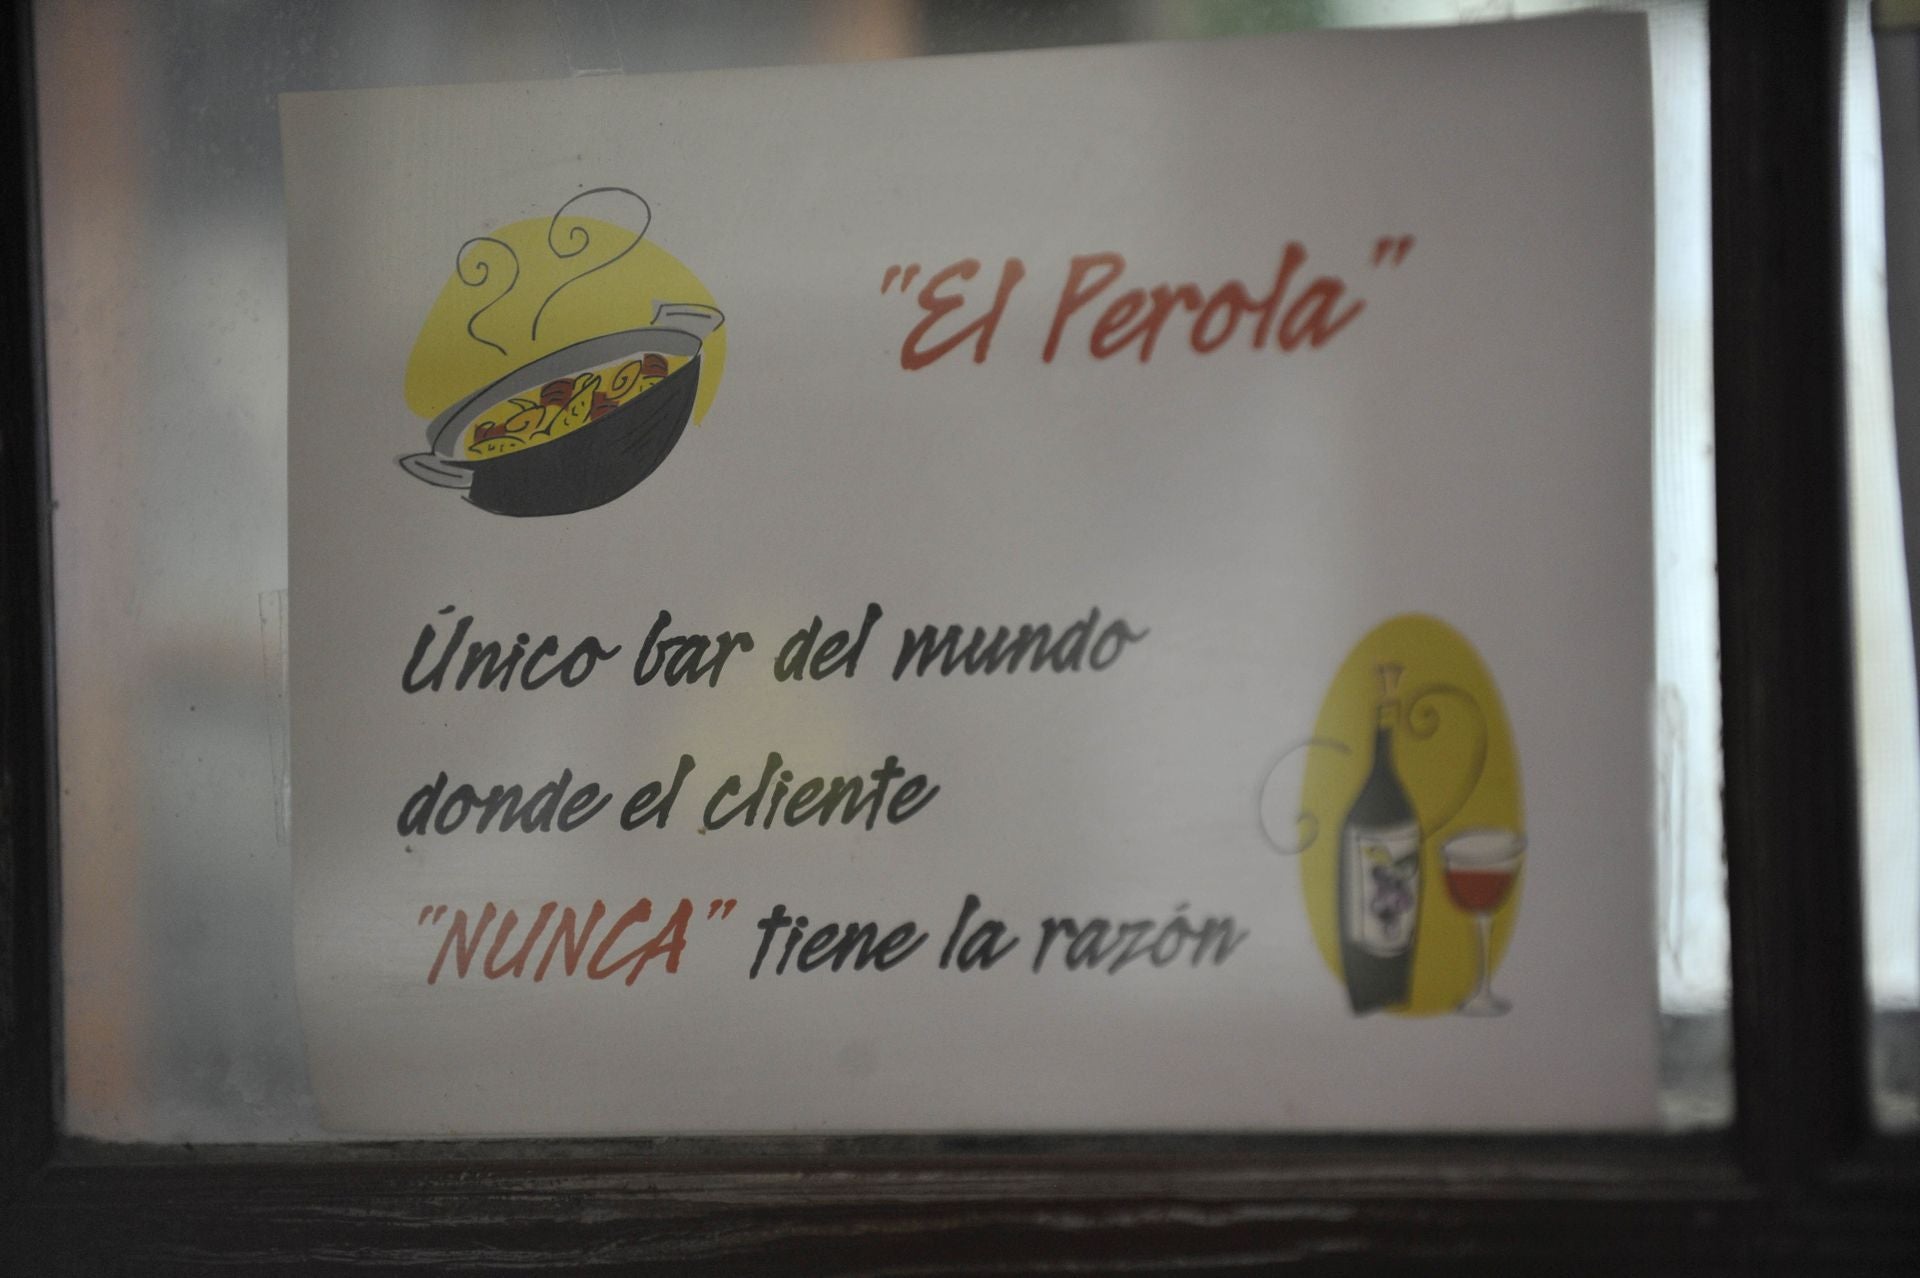 "El Perola"
Único bar del mundo
donde el cliente
"NUNCA" tiene la razón